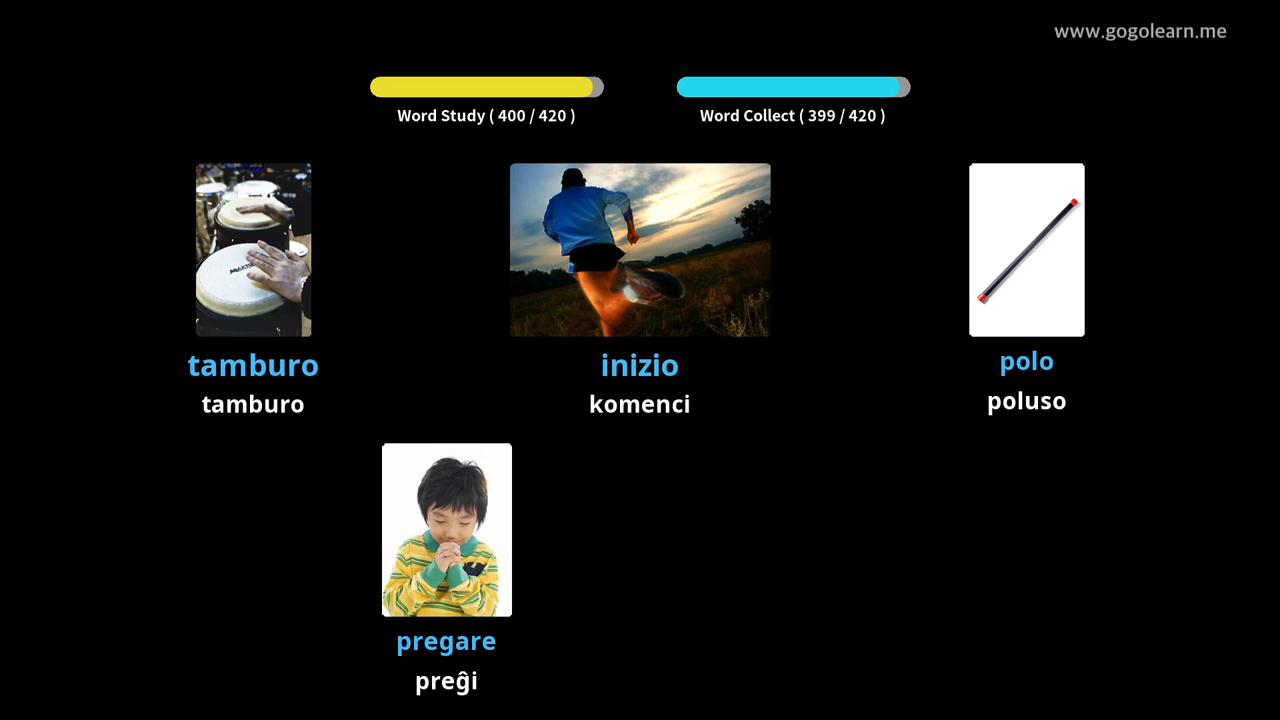 www.gogolearn.me
Word Study ( 400 / 420 )
Word Collect ( 399 / 420 )
tamburo
tamburo
inizio
komenci
polo
poluso
pregare
preĝi